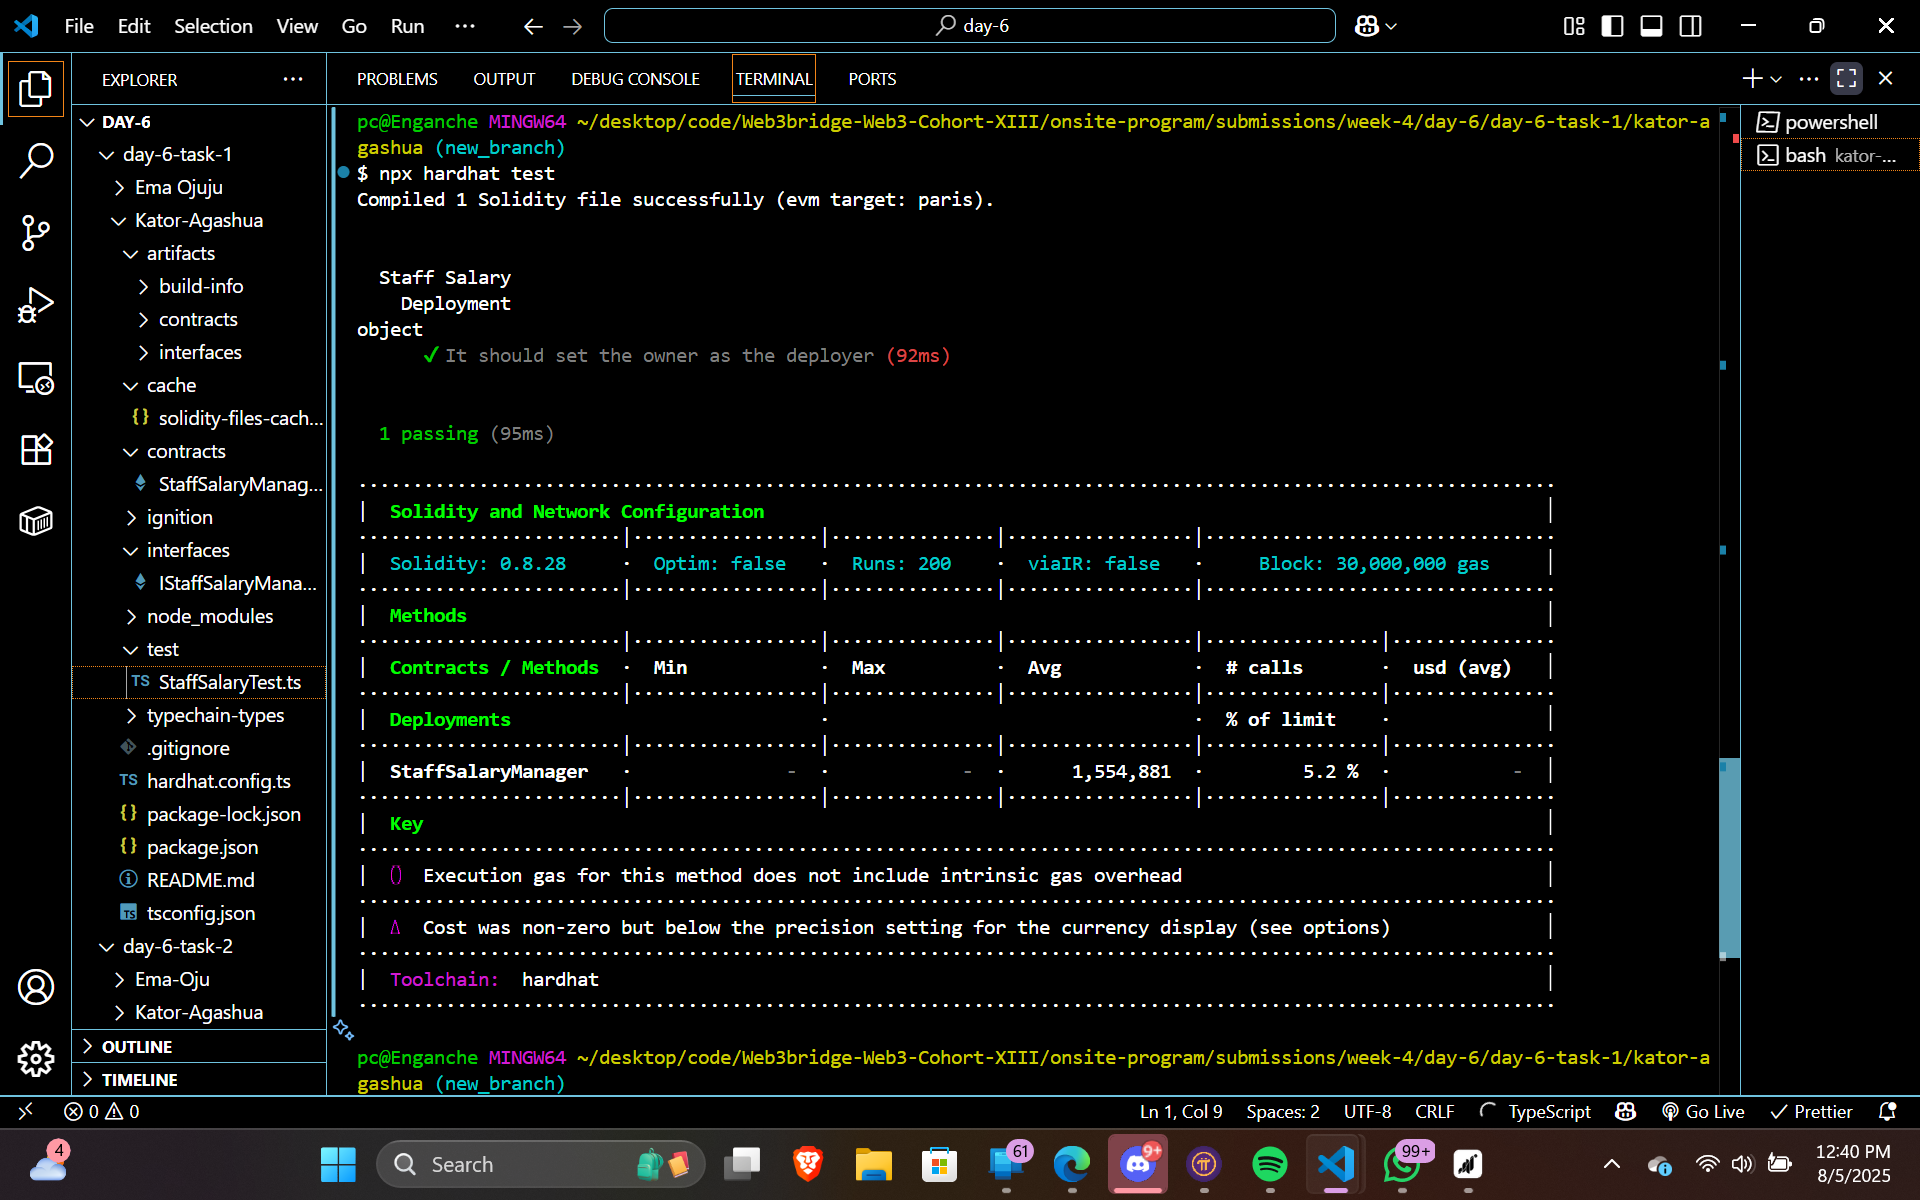 File Edit Selection View Go Run ··· day-6
EXPLORER ···
DAY-6
day-6-task-1
Ema Ojuju
Kator-Agashua
artifacts
build-info
contracts
interfaces
cache
{} solidity-files-cach...
contracts
StaffSalaryManag...
ignition
interfaces
IStaffSalaryMana...
node_modules
test
TS StaffSalaryTest.ts
typechain-types
.gitignore
TS hardhat.config.ts
{} package-lock.json
{} package.json
README.md
TS tsconfig.json
day-6-task-2
Ema-Oju
Kator-Agashua
OUTLINE
TIMELINE
PROBLEMS OUTPUT DEBUG CONSOLE TERMINAL PORTS
pc@Enganche MINGW64 ~/desktop/code/Web3bridge-Web3-Cohort-XIII/onsite-program/submissions/week-4/day-6/day-6-task-1/kator-a
gashua (new_branch)
$ npx hardhat test
Compiled 1 Solidity file successfully (evm target: paris).
Staff Salary
Deployment
object
✓ It should set the owner as the deployer (92ms)
1 passing (95ms)
| Solidity and Network Configuration |
| Solidity: 0.8.28 · Optim: false · Runs: 200 · viaIR: false · Block: 30,000,000 gas |
| Methods |
| Contracts / Methods · Min · Max · Avg · # calls · usd (avg) |
| Deployments · · % of limit · |
| StaffSalaryManager · - · - · 1,554,881 · 5.2 % · - |
| Key |
| () Execution gas for this method does not include intrinsic gas overhead |
| Δ Cost was non-zero but below the precision setting for the currency display (see options) |
| Toolchain: hardhat |
pc@Enganche MINGW64 ~/desktop/code/Web3bridge-Web3-Cohort-XIII/onsite-program/submissions/week-4/day-6/day-6-task-1/kator-a
gashua (new_branch)
powershell
bash kator-...
0 0 Ln 1, Col 9 Spaces: 2 UTF-8 CRLF TypeScript Go Live Prettier
4 Search 61 9+ 99+ 12:40 PM
8/5/2025